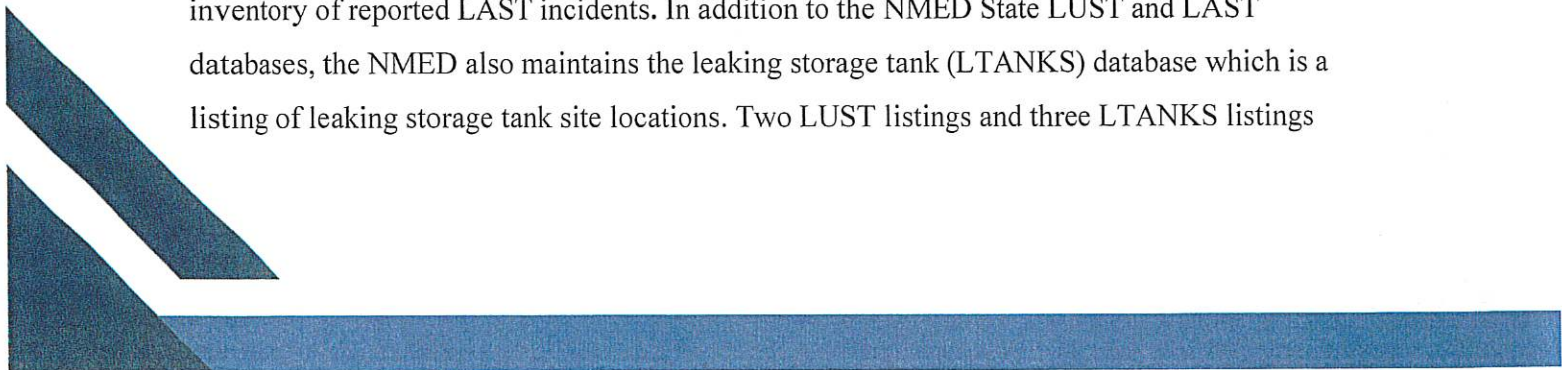 inventory of reported LAST incidents. In addition to the NMED State LUST and LAST
databases, the NMED also maintains the leaking storage tank (LTANKS) database which is a
listing of leaking storage tank site locations. Two LUST listings and three LTANKS listings